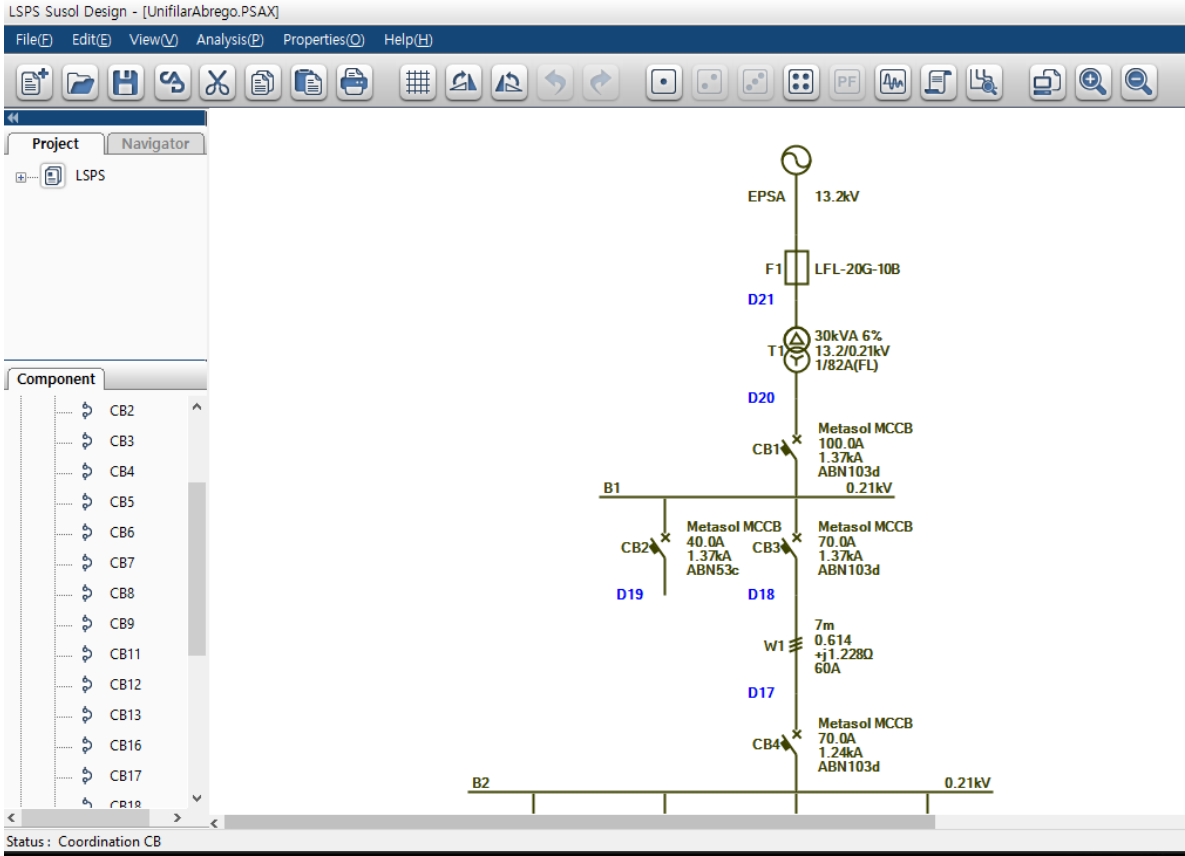 LSPS Susol Design - [UnifilarAbrego.PSAX]
File(F) Edit(E) View(V) Analysis(P) Properties(O) Help(H)
PF
Project Navigator
LSPS
Component
CB2
CB3
CB4
CB5
CB6
CB7
CB8
CB9
CB11
CB12
CB13
CB16
CB17
CB18
EPSA 13.2kV
F1 LFL-20G-10B
D21
T1
30kVA 6%
13.2/0.21kV
1/82A(FL)
D20
CB1
Metasol MCCB
100.0A
1.37kA
ABN103d
B1 0.21kV
CB2
Metasol MCCB
40.0A
1.37kA
ABN53c
CB3
Metasol MCCB
70.0A
1.37kA
ABN103d
D19 D18
W1
7m
0.614
+j1.228Ω
60A
D17
CB4
Metasol MCCB
70.0A
1.24kA
ABN103d
B2 0.21kV
Status : Coordination CB